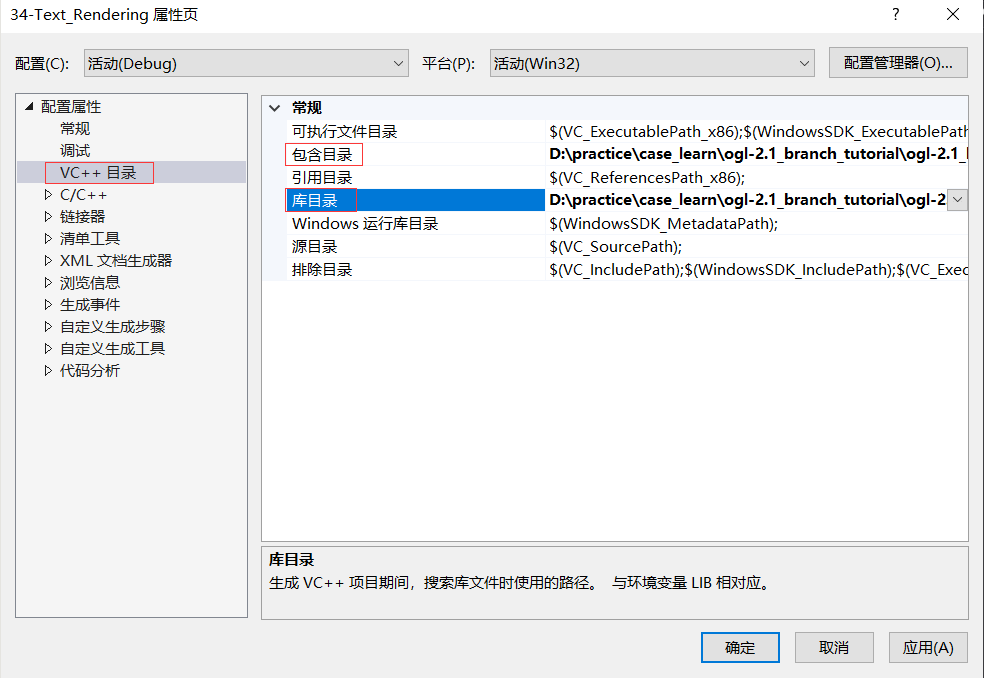 34-Text_Rendering 属性页
配置(C): 活动(Debug) 平台(P): 活动(Win32) 配置管理器(O)...
配置属性
常规
调试
VC++ 目录
C/C++
链接器
清单工具
XML 文档生成器
浏览信息
生成事件
自定义生成步骤
自定义生成工具
代码分析
常规
可执行文件目录 $(VC_ExecutablePath_x86);$(WindowsSDK_ExecutablePath
包含目录 D:\practice\case_learn\ogl-2.1_branch_tutorial\ogl-2.1_
引用目录 $(VC_ReferencesPath_x86);
库目录 D:\practice\case_learn\ogl-2.1_branch_tutorial\ogl-2
Windows 运行库目录 $(WindowsSDK_MetadataPath);
源目录 $(VC_SourcePath);
排除目录 $(VC_IncludePath);$(WindowsSDK_IncludePath);$(VC_Exec
库目录
生成 VC++ 项目期间，搜索库文件时使用的路径。 与环境变量 LIB 相对应。
确定 取消 应用(A)